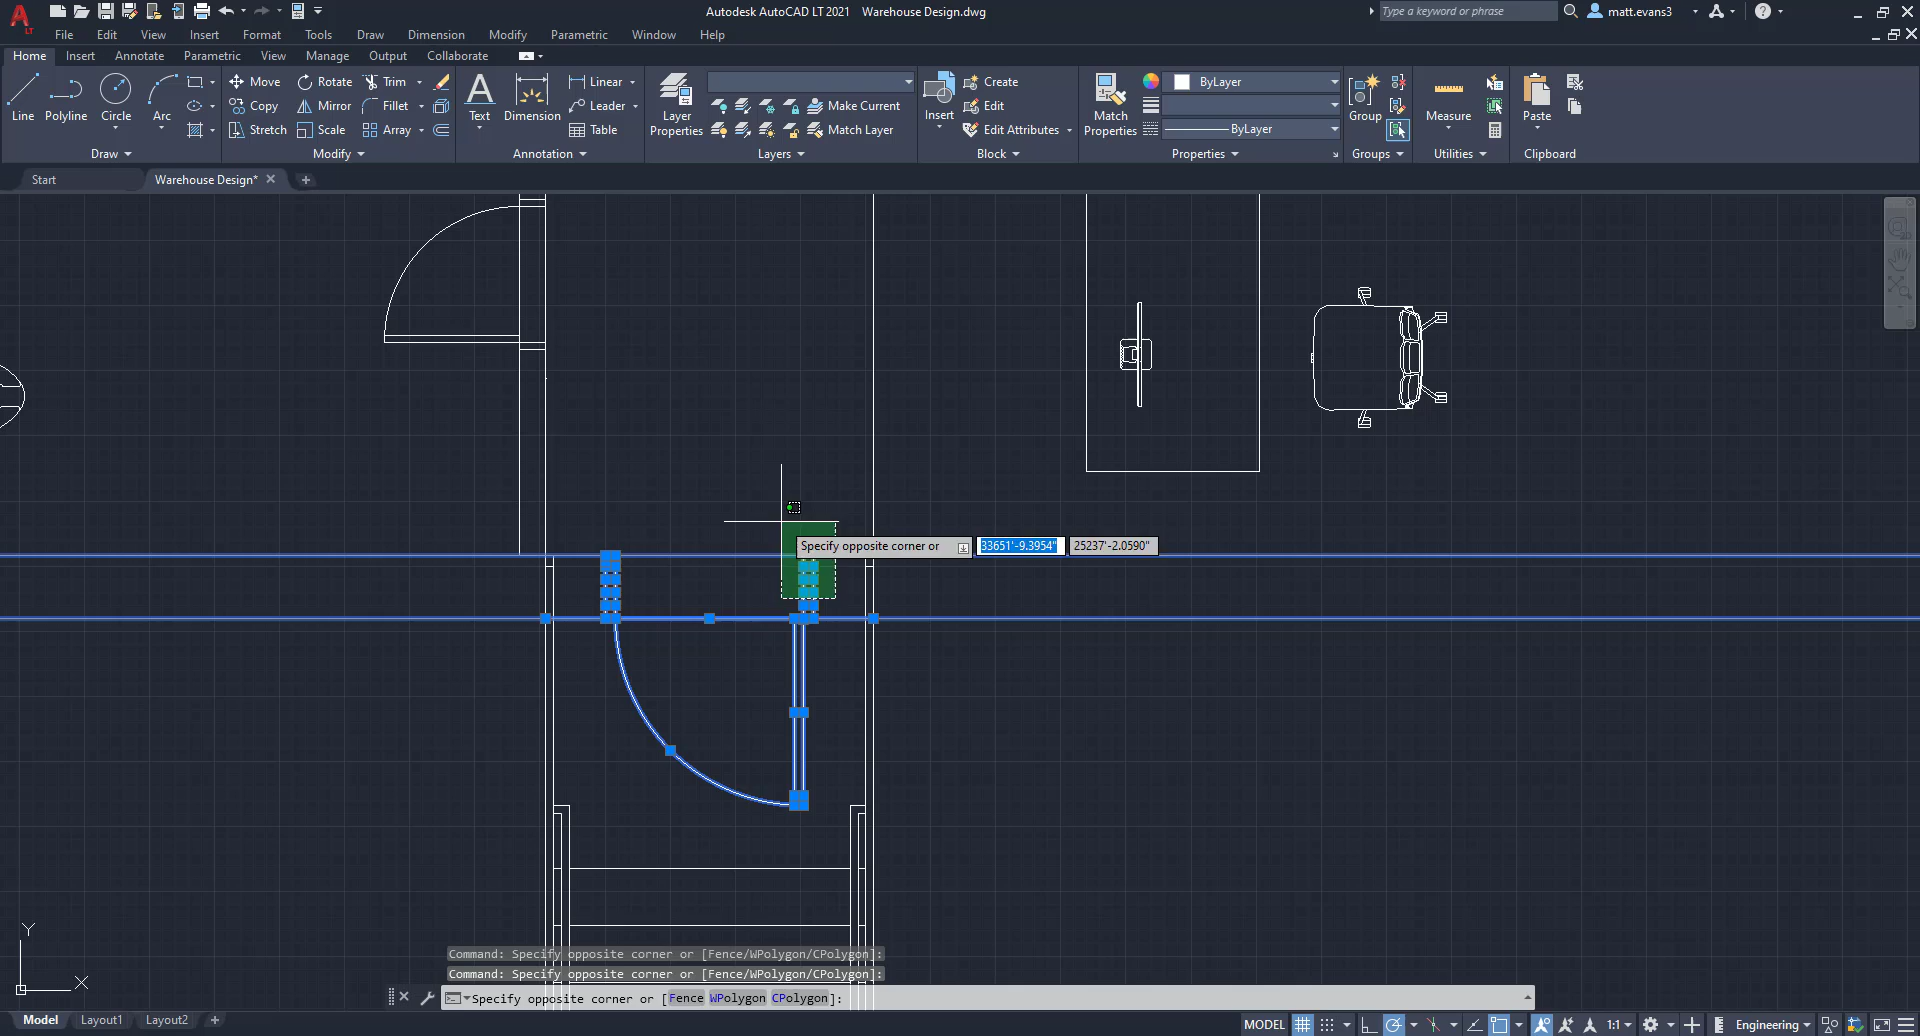 Autodesk AutoCAD LT 2021 Warehouse Design.dwg
Type a keyword or phrase
matt.evans3
LT
File Edit View Insert Format Tools Draw Dimension Modify Parametric Window Help
Home Insert Annotate Parametric View Manage Output Collaborate
Line Polyline Circle Arc
Move Rotate Trim
Copy Mirror Fillet
Stretch Scale Array
Text Dimension
Linear
Leader
Table
Layer Properties
Make Current
Match Layer
Insert
Create
Edit
Edit Attributes
Match Properties
ByLayer
ByLayer
Group
Measure
Paste
Draw Modify Annotation Layers Block Properties Groups Utilities Clipboard
Start Warehouse Design*
Specify opposite corner or 33651'-9.3954" 25237'-2.0590"
Y
X
Command: Specify opposite corner or [Fence/WPolygon/CPolygon]:
Command: Specify opposite corner or [Fence/WPolygon/CPolygon]:
Specify opposite corner or [Fence WPolygon CPolygon]:
Model Layout1 Layout2
MODEL 1:1 Engineering